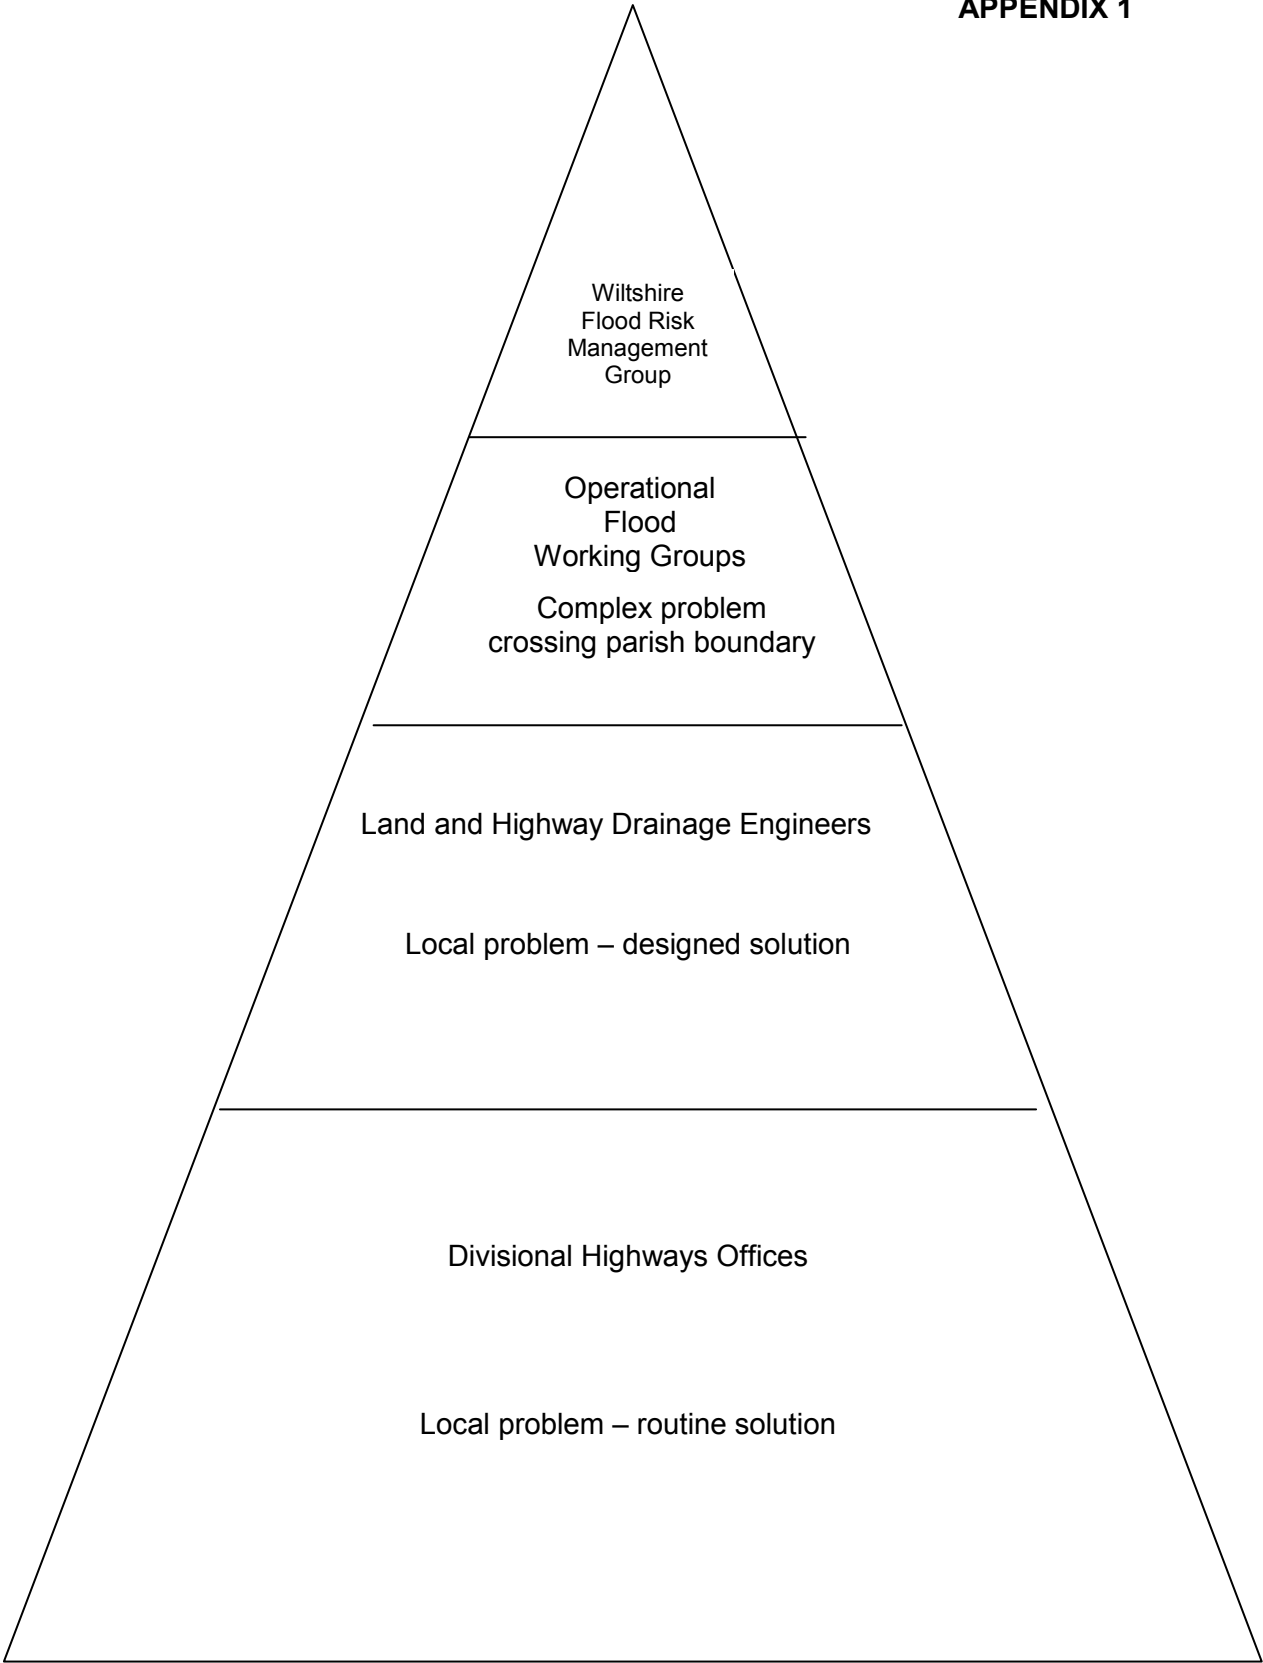 APPENDIX 1
Wiltshire
Flood Risk
Management
Group
Operational
Flood
Working Groups
Complex problem
crossing parish boundary
Land and Highway Drainage Engineers
Local problem – designed solution
Divisional Highways Offices
Local problem – routine solution